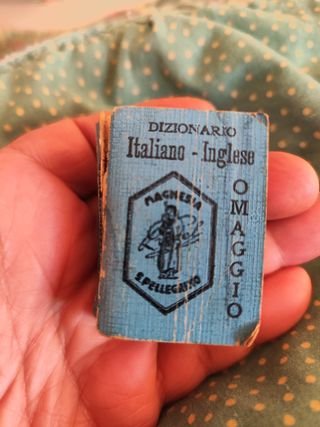 DIZIONARIO
Italiano - Inglese
MAGNESIA
S.PELLEGRINO
OMAGGIO